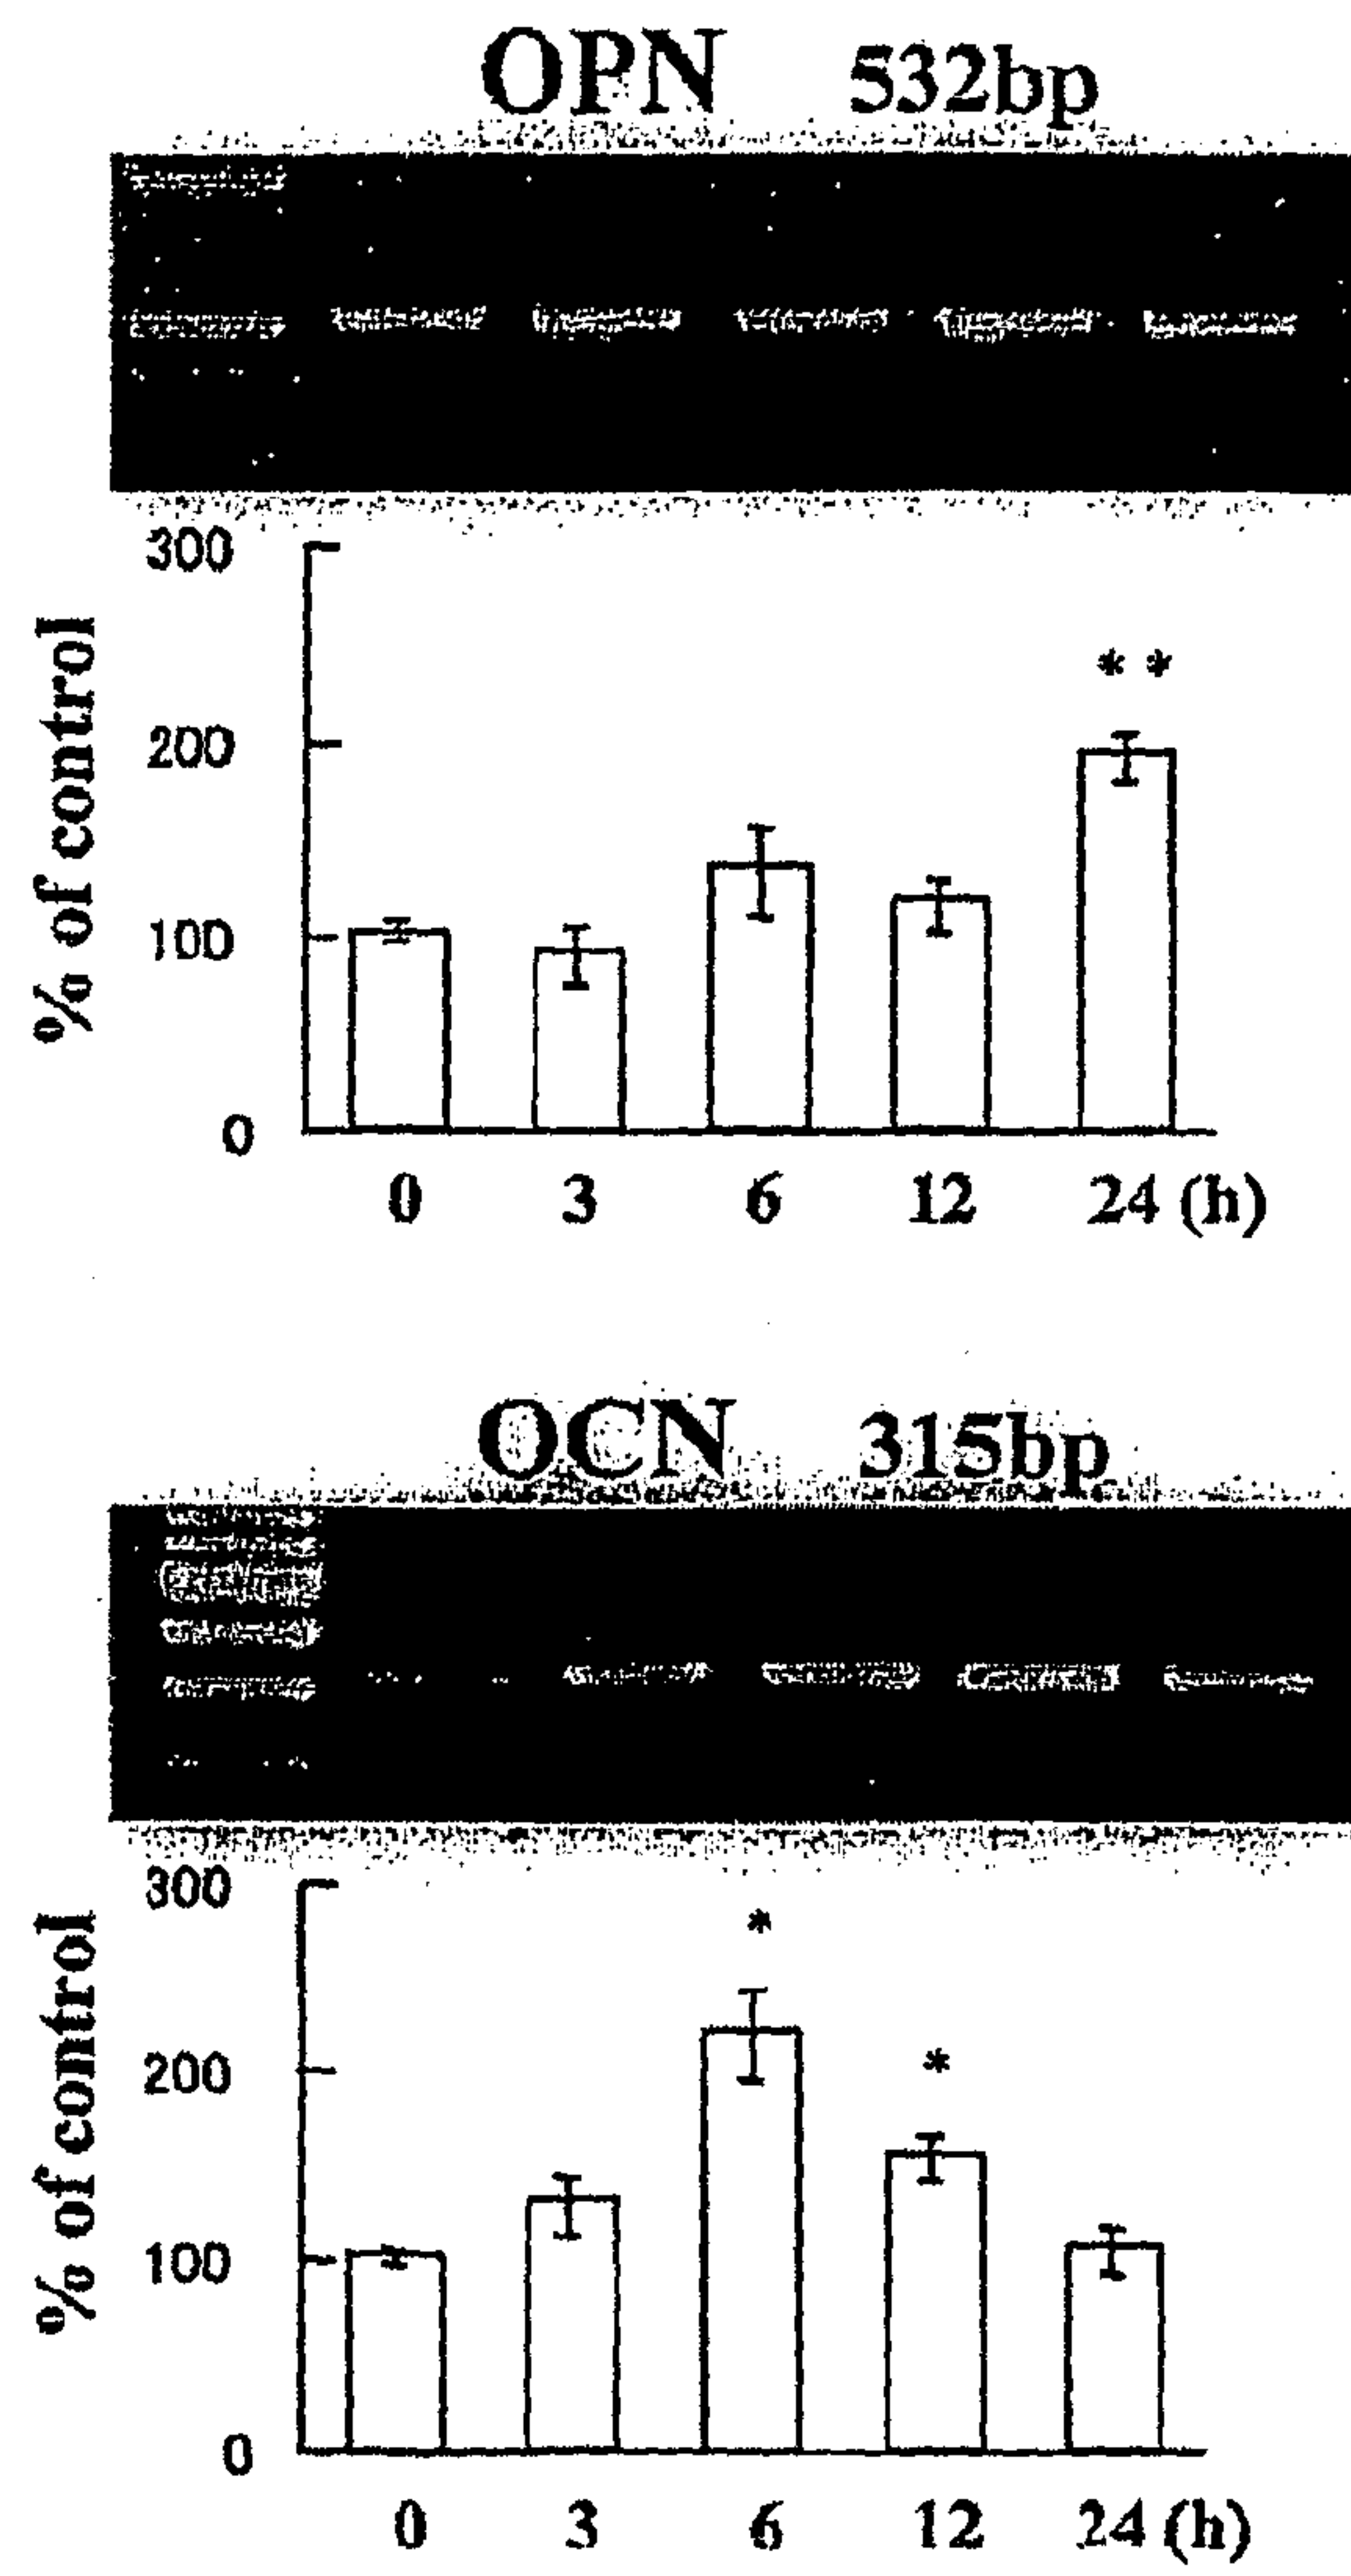 OPN 532bp
300
200
100
0
% of control
**
0 3 6 12 24 (h)
OCN 315bp
300
200
100
0
% of control
*
*
0 3 6 12 24 (h)